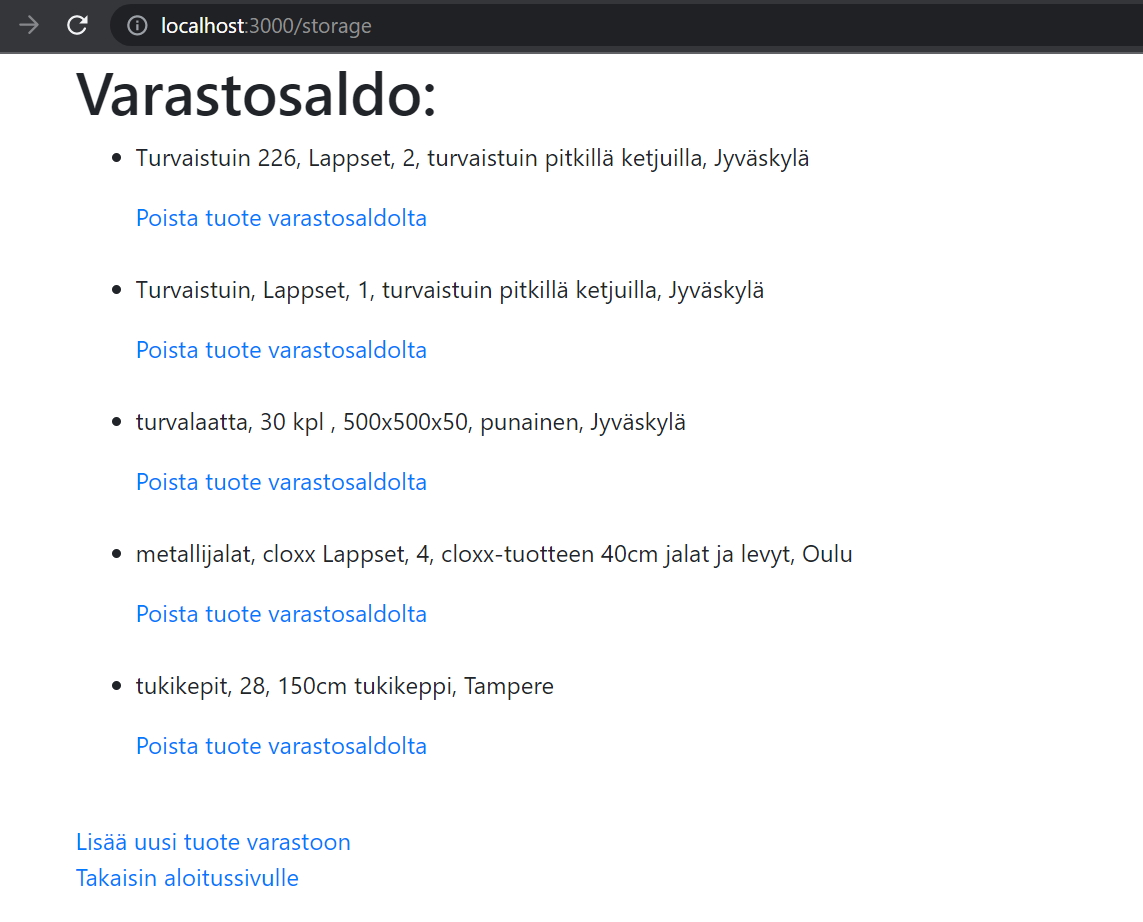 localhost:3000/storage
Varastosaldo:
Turvaistuin 226, Lappset, 2, turvaistuin pitkillä ketjuilla, Jyväskylä
Poista tuote varastosaldolta
Turvaistuin, Lappset, 1, turvaistuin pitkillä ketjuilla, Jyväskylä
Poista tuote varastosaldolta
turvalaatta, 30 kpl , 500x500x50, punainen, Jyväskylä
Poista tuote varastosaldolta
metallijalat, cloxx Lappset, 4, cloxx-tuotteen 40cm jalat ja levyt, Oulu
Poista tuote varastosaldolta
tukikepit, 28, 150cm tukikeppi, Tampere
Poista tuote varastosaldolta
Lisää uusi tuote varastoon
Takaisin aloitussivulle